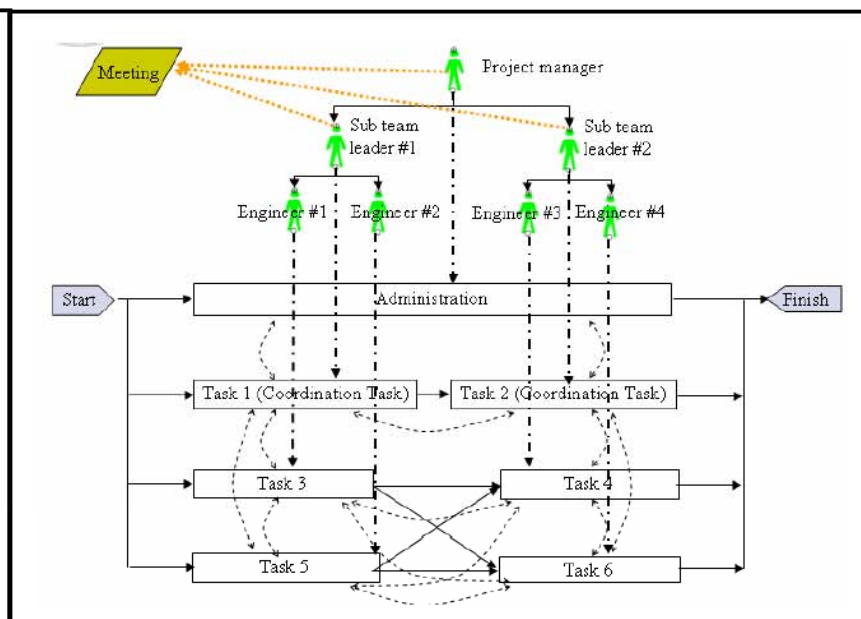 Meeting
Project manager
Sub team
leader #1
Sub team
leader #2
Engineer #1
Engineer #2
Engineer #3
Engineer #4
Start
Administration
Finish
Task 1 (Coordination Task)
Task 2 (Coordination Task)
Task 3
Task 4
Task 5
Task 6